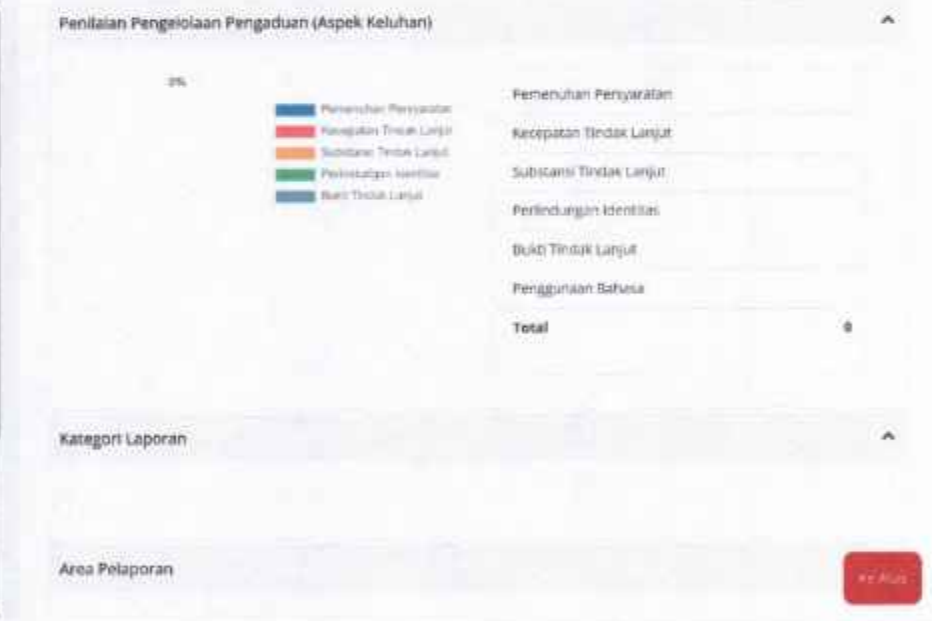 Penilaian Pengelolaan Pengaduan (Aspek Keluhan)
0%
Pemenuhan Persyaratan
Kecepatan Tindak Lanjut
Substansi Tindak Lanjut
Perlindungan Identitas
Bukti Tindak Lanjut
Pemenuhan Persyaratan
Kecepatan Tindak Lanjut
Substansi Tindak Lanjut
Perlindungan Identitas
Bukti Tindak Lanjut
Penggunaan Bahasa
Total 0
Kategori Laporan
Area Pelaporan
Ke Atas